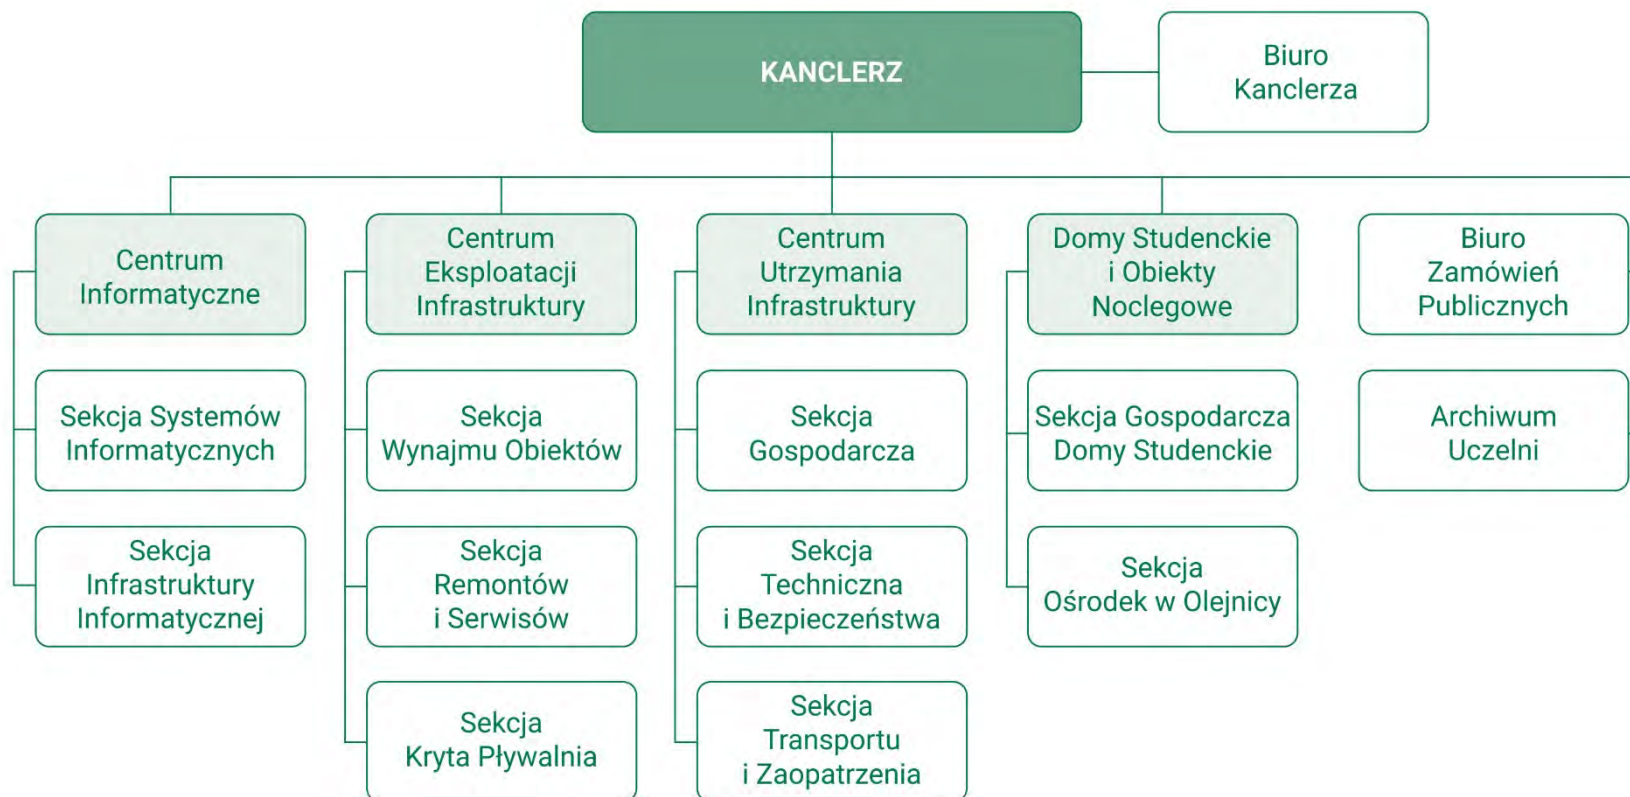 KANCLERZ
Biuro
Kanclerza
Centrum
Informatyczne
Sekcja Systemów
Informatycznych
Sekcja
Infrastruktury
Informatycznej
Centrum
Eksploatacji
Infrastruktury
Sekcja
Wynajmu Obiektów
Sekcja
Remontów
i Serwisów
Sekcja
Kryta Pływalnia
Centrum
Utrzymania
Infrastruktury
Sekcja
Gospodarcza
Sekcja
Techniczna
i Bezpieczeństwa
Sekcja
Transportu
i Zaopatrzenia
Domy Studenckie
i Obiekty
Noclegowe
Sekcja Gospodarcza
Domy Studenckie
Sekcja
Ośrodek w Olejnicy
Biuro
Zamówień
Publicznych
Archiwum
Uczelni